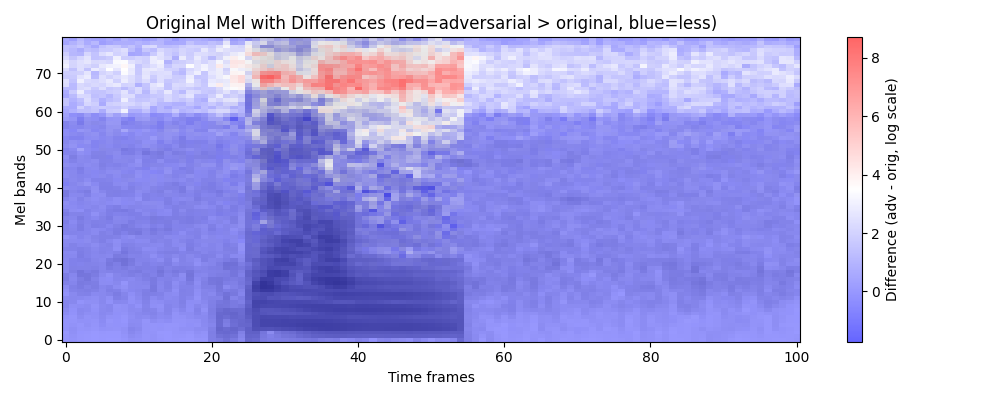 Original Mel with Differences (red=adversarial > original, blue=less)
70
60
50
40
30
20
10
0
Mel bands
0 20 40 60 80 100
Time frames
8
6
4
2
0
Difference (adv - orig, log scale)